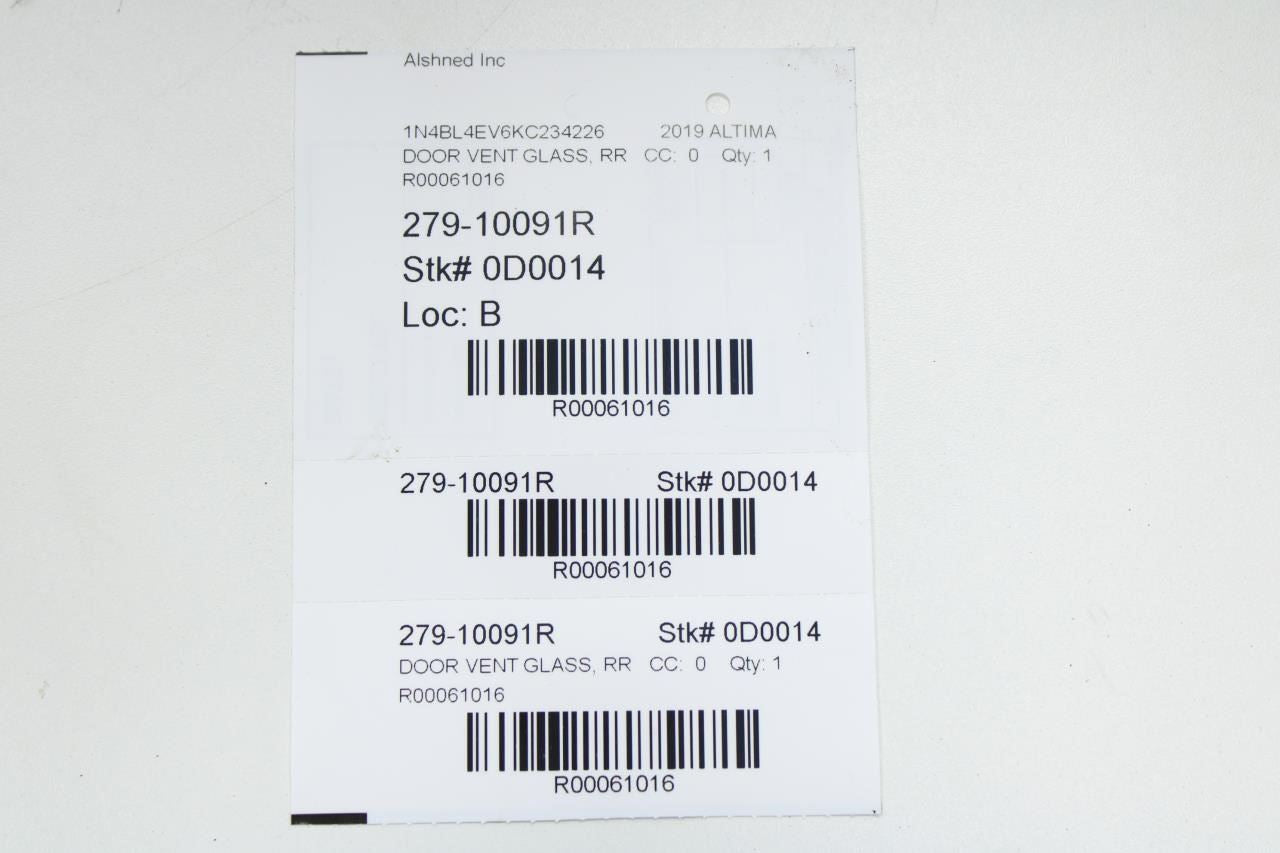 Alshned Inc
1N4BL4EV6KC234226 2019 ALTIMA
DOOR VENT GLASS, RR CC: 0 Qty: 1
R00061016
279-10091R
Stk# 0D0014
Loc: B
R00061016
279-10091R Stk# 0D0014
R00061016
279-10091R Stk# 0D0014
DOOR VENT GLASS, RR CC: 0 Qty: 1
R00061016
R00061016